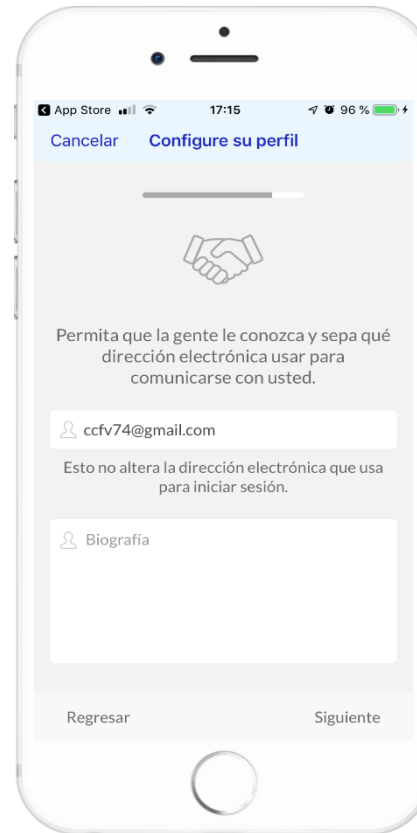 App Store 17:15 96 %
Cancelar Configure su perfil
Permita que la gente le conozca y sepa qué
dirección electrónica usar para
comunicarse con usted.
ccfv74@gmail.com
Esto no altera la dirección electrónica que usa
para iniciar sesión.
Biografía
Regresar Siguiente